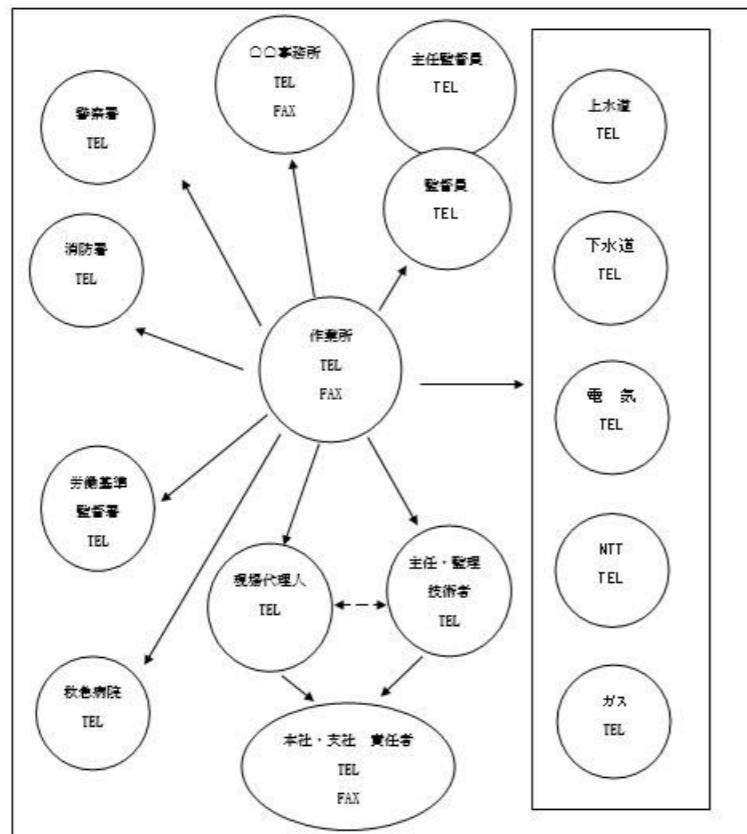 〇〇事務所
TEL
FAX
主任監督員
TEL
監督員
TEL
警察署
TEL
消防署
TEL
作業所
TEL
FAX
労働基準
監督署
TEL
救急病院
TEL
現場代理人
TEL
主任・監理
技術者
TEL
本社・支社　責任者
TEL
FAX
上水道
TEL
下水道
TEL
電　気
TEL
NTT
TEL
ガス
TEL